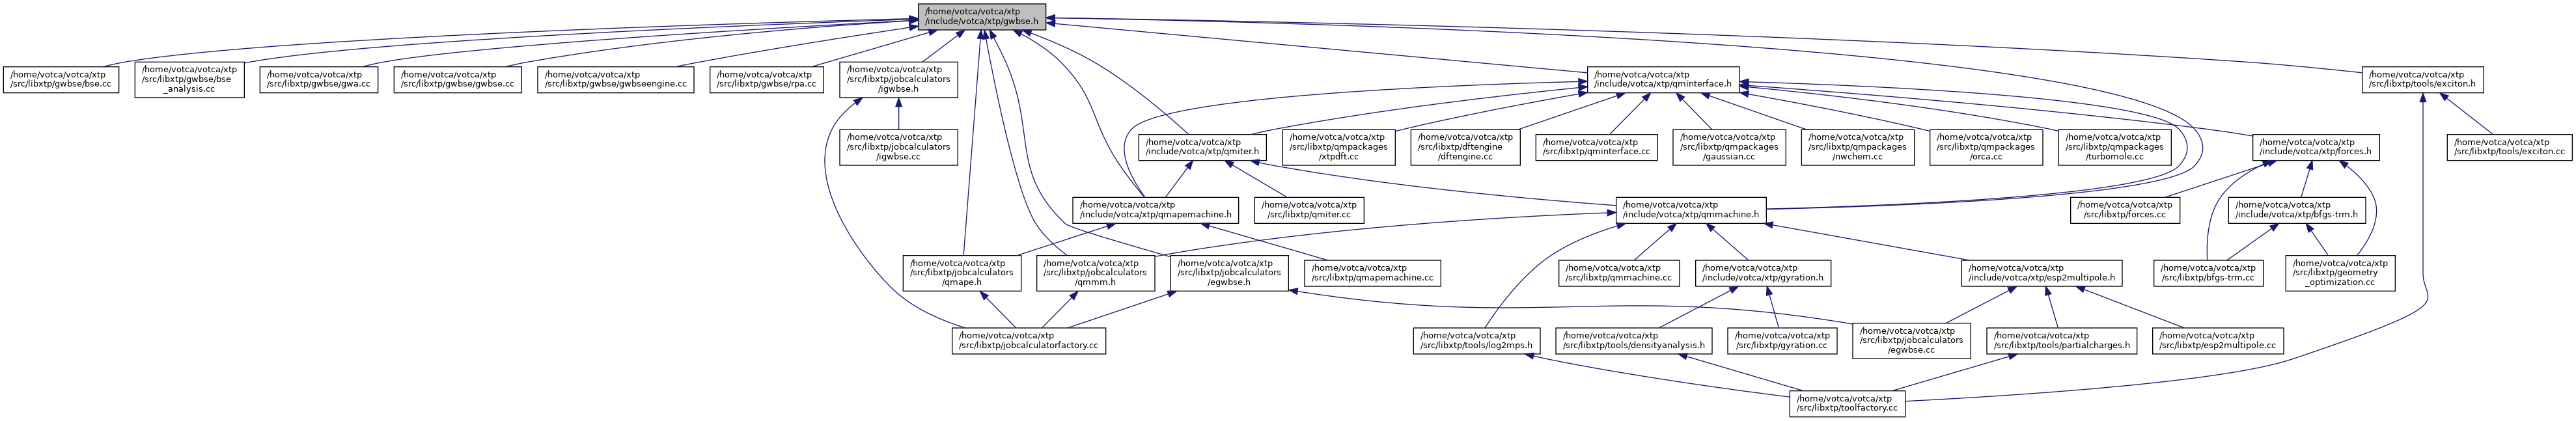 /home/votca/votca/xtp
/include/votca/xtp/gwbse.h
/home/votca/votca/xtp
/src/libxtp/gwbse/bse.cc
/home/votca/votca/xtp
/src/libxtp/gwbse/bse
_analysis.cc
/home/votca/votca/xtp
/src/libxtp/gwbse/gwa.cc
/home/votca/votca/xtp
/src/libxtp/gwbse/gwbse.cc
/home/votca/votca/xtp
/src/libxtp/gwbse/gwbseengine.cc
/home/votca/votca/xtp
/src/libxtp/gwbse/rpa.cc
/home/votca/votca/xtp
/src/libxtp/jobcalculators
/igwbse.h
/home/votca/votca/xtp
/include/votca/xtp/qminterface.h
/home/votca/votca/xtp
/src/libxtp/tools/exciton.h
/home/votca/votca/xtp
/src/libxtp/jobcalculators
/igwbse.cc
/home/votca/votca/xtp
/include/votca/xtp/qmiter.h
/home/votca/votca/xtp
/src/libxtp/qmpackages
/xtpdft.cc
/home/votca/votca/xtp
/src/libxtp/dftengine
/dftengine.cc
/home/votca/votca/xtp
/src/libxtp/qminterface.cc
/home/votca/votca/xtp
/src/libxtp/qmpackages
/gaussian.cc
/home/votca/votca/xtp
/src/libxtp/qmpackages
/nwchem.cc
/home/votca/votca/xtp
/src/libxtp/qmpackages
/orca.cc
/home/votca/votca/xtp
/src/libxtp/qmpackages
/turbomole.cc
/home/votca/votca/xtp
/include/votca/xtp/forces.h
/home/votca/votca/xtp
/src/libxtp/tools/exciton.cc
/home/votca/votca/xtp
/include/votca/xtp/qmapemachine.h
/home/votca/votca/xtp
/src/libxtp/qmiter.cc
/home/votca/votca/xtp
/include/votca/xtp/qmmachine.h
/home/votca/votca/xtp
/src/libxtp/forces.cc
/home/votca/votca/xtp
/include/votca/xtp/bfgs-trm.h
/home/votca/votca/xtp
/src/libxtp/jobcalculators
/qmape.h
/home/votca/votca/xtp
/src/libxtp/jobcalculators
/qmmm.h
/home/votca/votca/xtp
/src/libxtp/jobcalculators
/egwbse.h
/home/votca/votca/xtp
/src/libxtp/qmapemachine.cc
/home/votca/votca/xtp
/src/libxtp/qmmachine.cc
/home/votca/votca/xtp
/include/votca/xtp/gyration.h
/home/votca/votca/xtp
/include/votca/xtp/esp2multipole.h
/home/votca/votca/xtp
/src/libxtp/bfgs-trm.cc
/home/votca/votca/xtp
/src/libxtp/geometry
_optimization.cc
/home/votca/votca/xtp
/src/libxtp/jobcalculatorfactory.cc
/home/votca/votca/xtp
/src/libxtp/tools/log2mps.h
/home/votca/votca/xtp
/src/libxtp/tools/densityanalysis.h
/home/votca/votca/xtp
/src/libxtp/gyration.cc
/home/votca/votca/xtp
/src/libxtp/jobcalculators
/egwbse.cc
/home/votca/votca/xtp
/src/libxtp/tools/partialcharges.h
/home/votca/votca/xtp
/src/libxtp/esp2multipole.cc
/home/votca/votca/xtp
/src/libxtp/toolfactory.cc